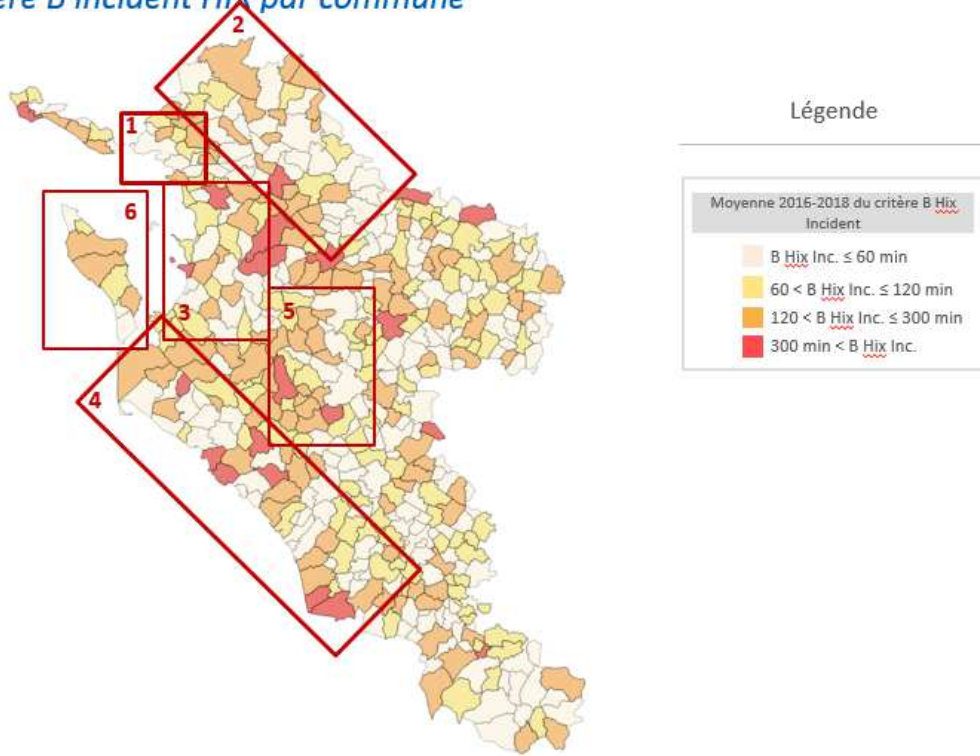 B Incident HIX par commune
2
1
6
3
5
4
Légende
Moyenne 2016-2018 du critère B Hix
Incident
B Hix Inc. ≤ 60 min
60 < B Hix Inc. ≤ 120 min
120 < B Hix Inc. ≤ 300 min
300 min < B Hix Inc.